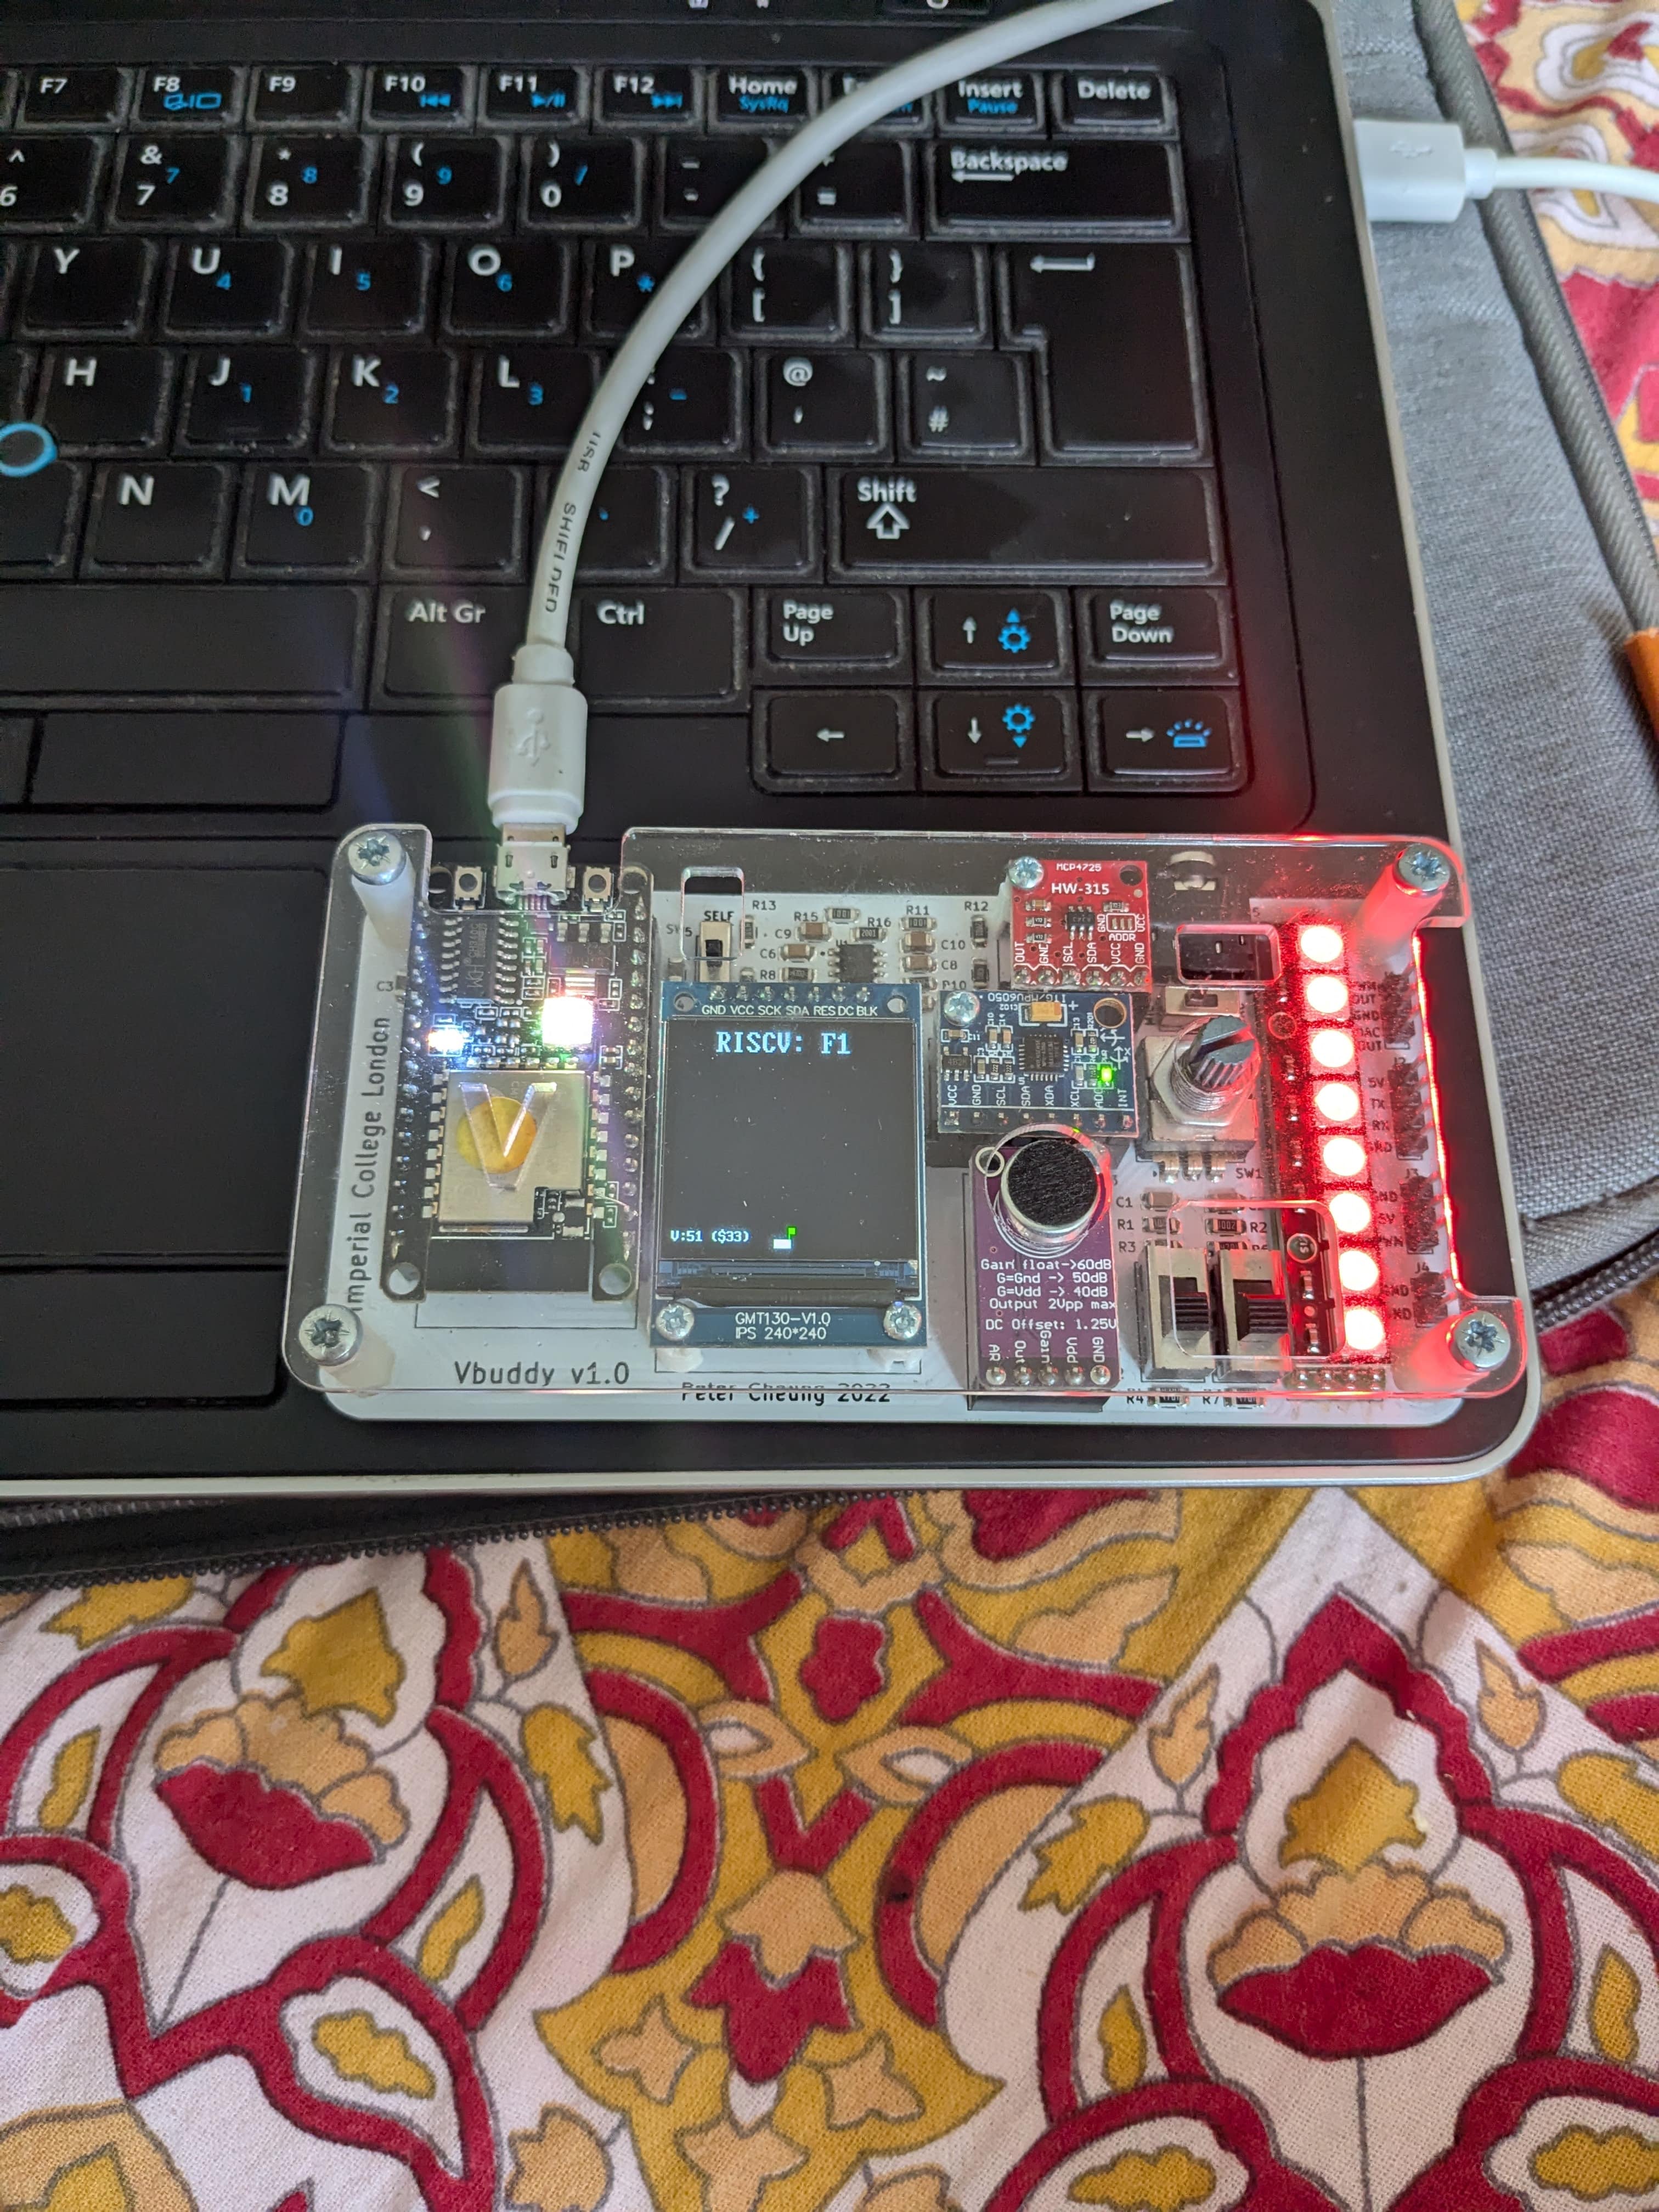 F7 F8 F9 F10 F11 F12 Home Insert Delete
SysRq Pause
^ & * ( ) - +
6 7 7 8 8 9 9 0 / - = Backspace
Y U I O P { }
4 5 6 * [ ]
H J K L : @ ~
1 2 3 - ; ' #
N M < ? Shift
0 , / +
USB SHIELDED
Alt Gr Ctrl Page Up Page Down
MCP4725
HW-315
OUT GND SCL SDA VCC GND
ADDR
GND VCC
SELF
R13 R15 R16 R11 R12
C9 C6 R8 C10 C8
C3
GND VCC SCK SDA RES DC BLK
RISCV: F1
V:51 ($33)
GMT130-V1.0
IPS 240*240
ITG/MPU6050
VCC GND SCL SDA XDA XCL ADO INT
Gain float->60dB
G=Gnd -> 50dB
G=Vdd -> 40dB
Output 2Vpp max
DC Offset: 1.25V
AR Out Gain Vdd GND
SW1
C1
R1 R2
R3
R4 R7
OUT
GND
DAC
OUT
J2
5V
TX
RX
GND
J3
GND
5V
J4
Imperial College London
V
Vbuddy v1.0
Peter Cheung 2022